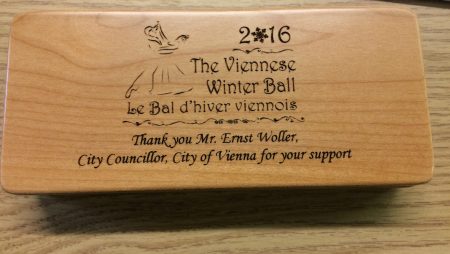 2❄16
The Viennese
Winter Ball
Le Bal d'hiver viennois
Thank you Mr. Ernst Woller,
City Councillor, City of Vienna for your support